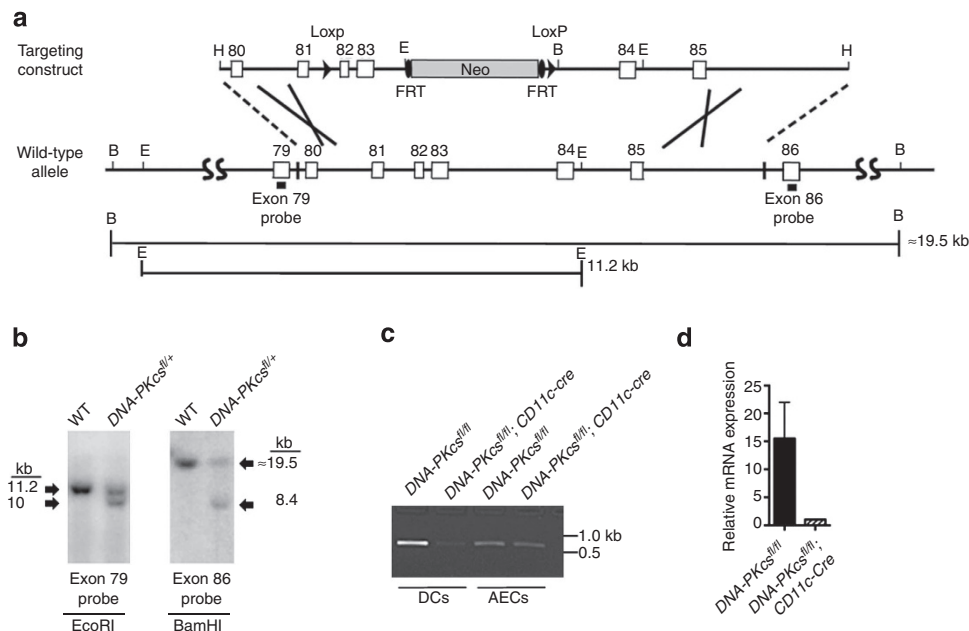 a
Targeting construct
H 80 81 Loxp 82 83 E Neo LoxP B 84 E 85 H
FRT FRT
Wild-type allele
B E 79 80 81 82 83 84 E 85 86 B
Exon 79 probe
Exon 86 probe
B B ≈19.5 kb
E E 11.2 kb
b
WT DNA-PKcsfl/+
kb
11.2
10
Exon 79 probe
EcoRI
WT DNA-PKcsfl/+
kb
≈19.5
8.4
Exon 86 probe
BamHI
c
DNA-PKcsfl/fl
DNA-PKcsfl/fl; CD11c-cre
DNA-PKcsfl/fl
DNA-PKcsfl/fl; CD11c-cre
1.0 kb
0.5
DCs AECs
d
Relative mRNA expression
25
20
15
10
5
0
DNA-PKcsfl/fl
DNA-PKcsfl/fl;
CD11c-Cre